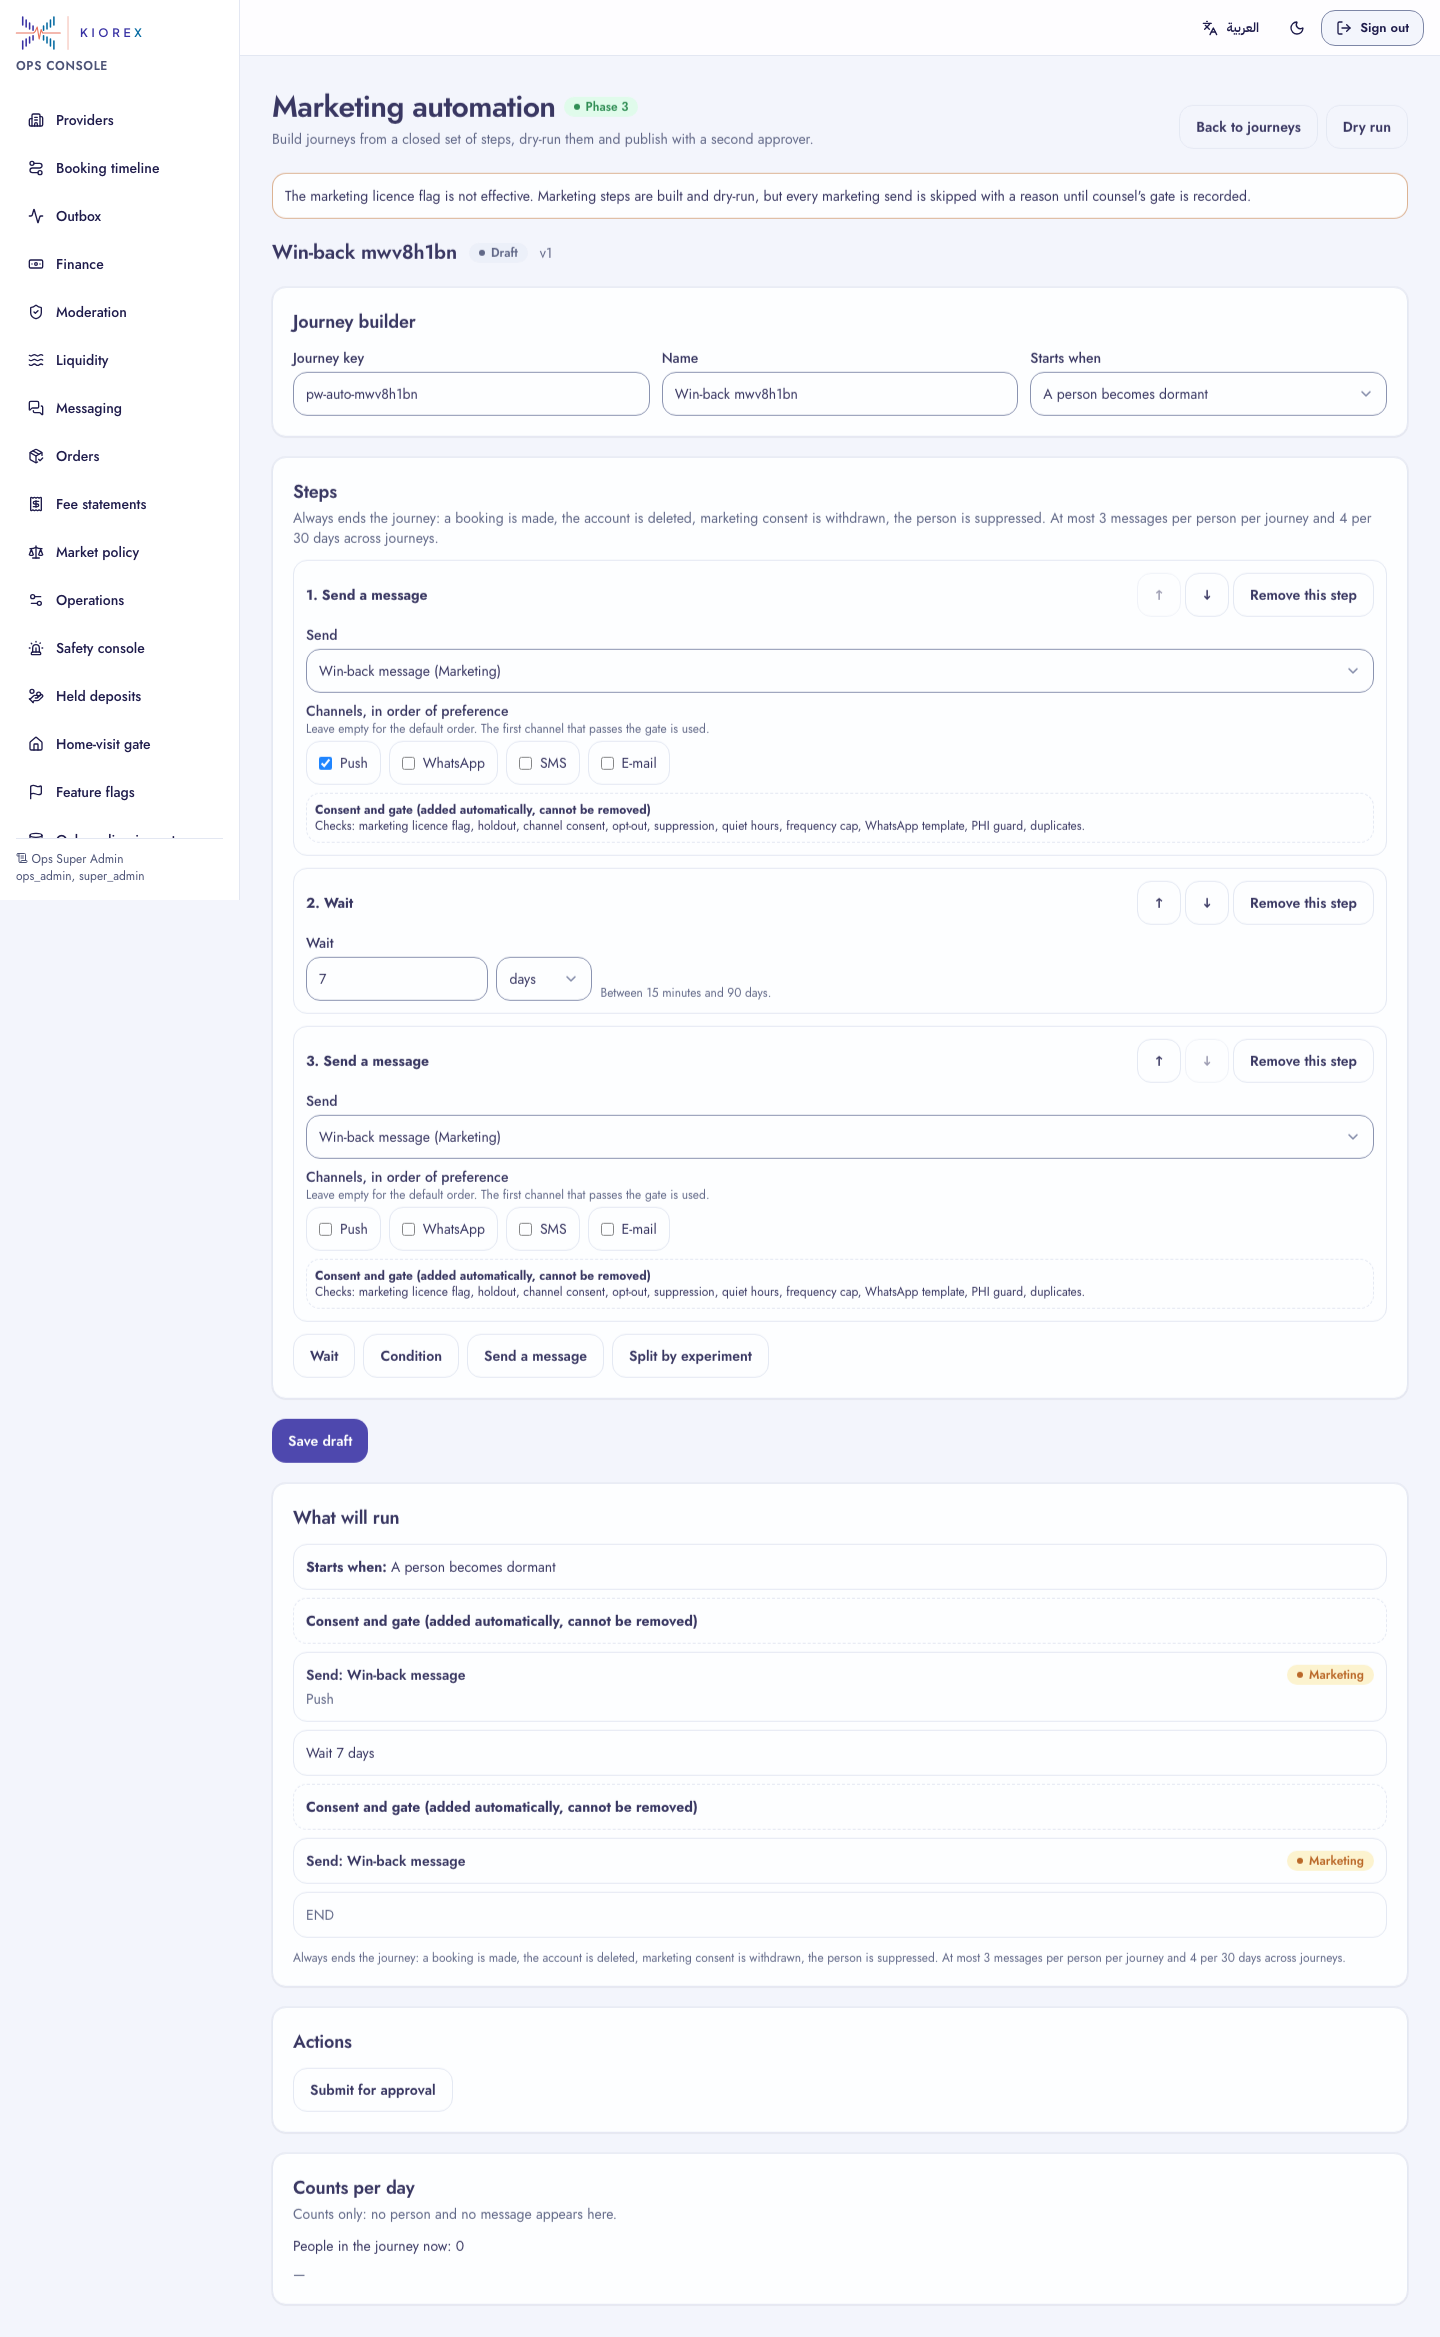 KIOREX
OPS CONSOLE
Providers
Booking timeline
Outbox
Finance
Moderation
Liquidity
Messaging
Orders
Fee statements
Market policy
Operations
Safety console
Held deposits
Home-visit gate
Feature flags
Ops Super Admin
ops_admin, super_admin
العربية
Sign out
Marketing automation
Phase 3
Build journeys from a closed set of steps, dry-run them and publish with a second approver.
Back to journeys
Dry run
The marketing licence flag is not effective. Marketing steps are built and dry-run, but every marketing send is skipped with a reason until counsel's gate is recorded.
Win-back mwv8h1bn
Draft
v1
Journey builder
Journey key
Name
Starts when
pw-auto-mwv8h1bn
Win-back mwv8h1bn
A person becomes dormant
Steps
Always ends the journey: a booking is made, the account is deleted, marketing consent is withdrawn, the person is suppressed. At most 3 messages per person per journey and 4 per
30 days across journeys.
1. Send a message
↑
↓
Remove this step
Send
Win-back message (Marketing)
Channels, in order of preference
Leave empty for the default order. The first channel that passes the gate is used.
Push
WhatsApp
SMS
E-mail
Consent and gate (added automatically, cannot be removed)
Checks: marketing licence flag, holdout, channel consent, opt-out, suppression, quiet hours, frequency cap, WhatsApp template, PHI guard, duplicates.
2. Wait
↑
↓
Remove this step
Wait
7
days
Between 15 minutes and 90 days.
3. Send a message
↑
↓
Remove this step
Send
Win-back message (Marketing)
Channels, in order of preference
Leave empty for the default order. The first channel that passes the gate is used.
Push
WhatsApp
SMS
E-mail
Consent and gate (added automatically, cannot be removed)
Checks: marketing licence flag, holdout, channel consent, opt-out, suppression, quiet hours, frequency cap, WhatsApp template, PHI guard, duplicates.
Wait
Condition
Send a message
Split by experiment
Save draft
What will run
Starts when: A person becomes dormant
Consent and gate (added automatically, cannot be removed)
Send: Win-back message
Marketing
Push
Wait 7 days
Consent and gate (added automatically, cannot be removed)
Send: Win-back message
Marketing
END
Always ends the journey: a booking is made, the account is deleted, marketing consent is withdrawn, the person is suppressed. At most 3 messages per person per journey and 4 per 30 days across journeys.
Actions
Submit for approval
Counts per day
Counts only: no person and no message appears here.
People in the journey now: 0
—